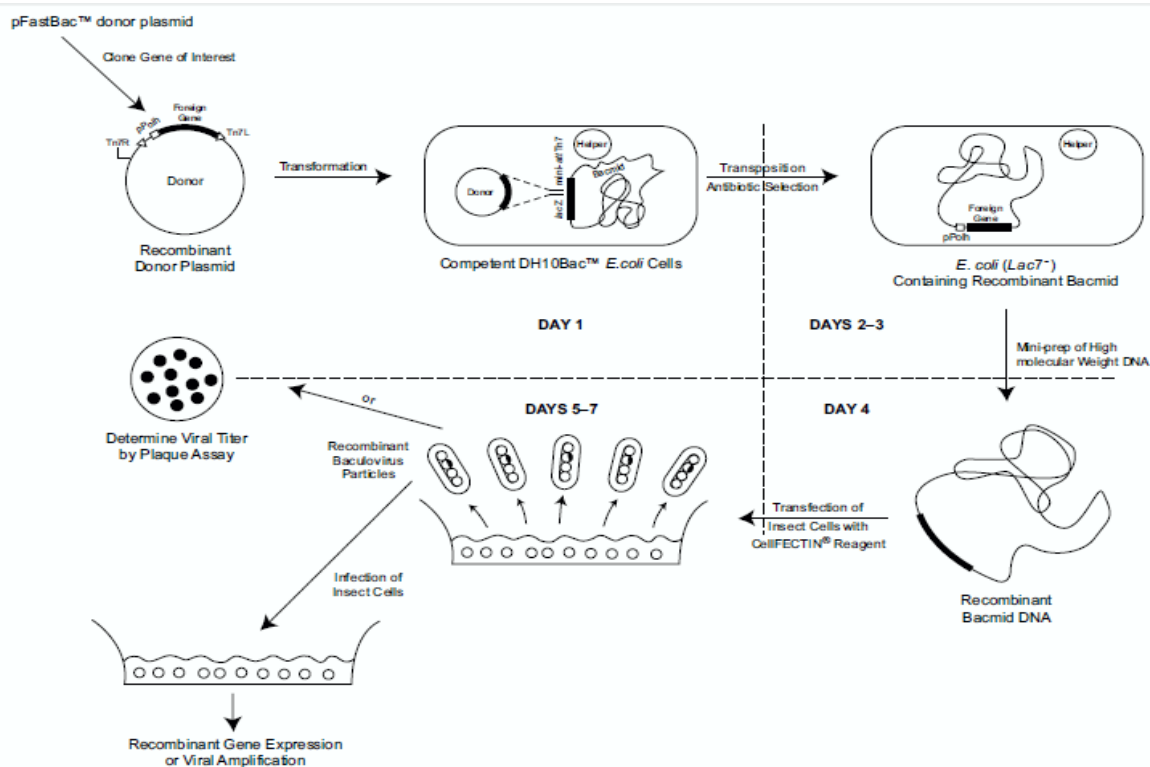 pFastBac™ donor plasmid
Clone Gene of Interest
Foreign
Gene
pPolh
Tn7R
Tn7L
Donor
Recombinant
Donor Plasmid
Transformation
Helper
Donor
lacZ
mini-attTn7
Bacmid
Competent DH10Bac™ E.coli Cells
Transposition
Antibiotic Selection
Helper
Foreign
Gene
pPolh
E. coli (Lac7⁻)
Containing Recombinant Bacmid
DAY 1
DAYS 2–3
Mini-prep of High
molecular Weight DNA
Determine Viral Titer
by Plaque Assay
or
DAYS 5–7
DAY 4
Recombinant
Baculovirus
Particles
Transfection of
Insect Cells with
CellFECTIN® Reagent
Recombinant
Bacmid DNA
Infection of
Insect Cells
Recombinant Gene Expression
or Viral Amplification